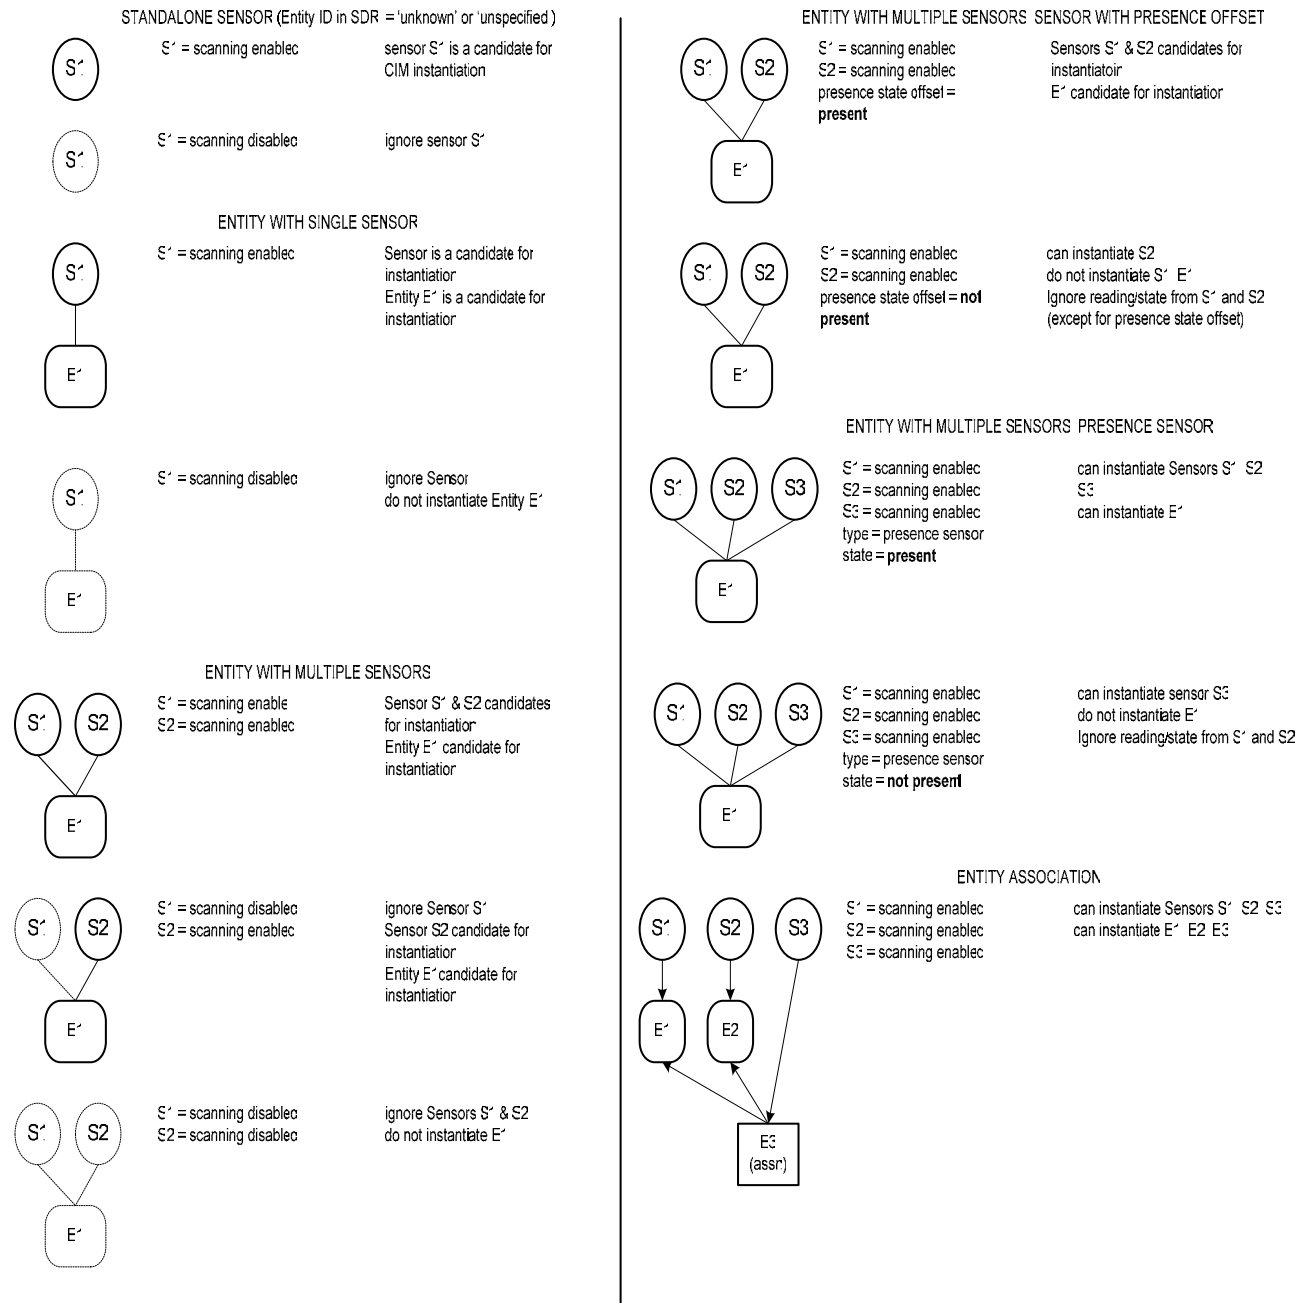 STANDALONE SENSOR (Entity ID in SDR = 'unknown' or 'unspecified')
S1
S1 = scanning enabled
sensor S1 is a candidate for
CIM instantiation
S1
S1 = scanning disabled
ignore sensor S1
ENTITY WITH SINGLE SENSOR
S1
S1 = scanning enabled
Sensor is a candidate for
instantiation
Entity E1 is a candidate for
instantiation
E1
S1
S1 = scanning disabled
ignore Sensor
do not instantiate Entity E1
E1
ENTITY WITH MULTIPLE SENSORS
S1 S2
S1 = scanning enable
S2 = scanning enabled
Sensor S1 & S2 candidates
for instantiation
Entity E1 candidate for
instantiation
E1
S1 S2
S1 = scanning disabled
S2 = scanning enabled
ignore Sensor S1
Sensor S2 candidate for
instantiation
Entity E1 candidate for
instantiation
E1
S1 S2
S1 = scanning disabled
S2 = scanning disabled
ignore Sensors S1 & S2
do not instantiate E1
E1
ENTITY WITH MULTIPLE SENSORS SENSOR WITH PRESENCE OFFSET
S1 S2
S1 = scanning enabled
S2 = scanning enabled
presence state offset =
present
Sensors S1 & S2 candidates for
instantiatoin
E1 candidate for instantiation
E1
S1 S2
S1 = scanning enabled
S2 = scanning enabled
presence state offset = not
present
can instantiate S2
do not instantiate S1 E1
Ignore reading/state from S1 and S2
(except for presence state offset)
E1
ENTITY WITH MULTIPLE SENSORS PRESENCE SENSOR
S1 S2 S3
S1 = scanning enabled
S2 = scanning enabled
S3 = scanning enabled
type = presence sensor
state = present
can instantiate Sensors S1 S2
S3
can instantiate E1
E1
S1 S2 S3
S1 = scanning enabled
S2 = scanning enabled
S3 = scanning enabled
type = presence sensor
state = not present
can instantiate sensor S3
do not instantiate E1
Ignore reading/state from S1 and S2
E1
ENTITY ASSOCIATION
S1 S2 S3
S1 = scanning enabled
S2 = scanning enabled
S3 = scanning enabled
can instantiate Sensors S1 S2 S3
can instantiate E1 E2 E3
E1 E2
E3
(assn)